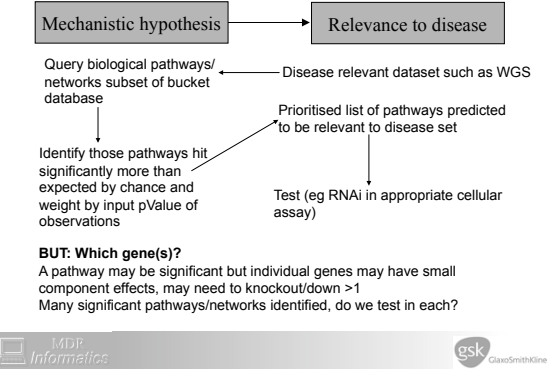 Mechanistic hypothesis
Relevance to disease
Query biological pathways/
networks subset of bucket
database
Disease relevant dataset such as WGS
Prioritised list of pathways predicted
to be relevant to disease set
Identify those pathways hit
significantly more than
expected by chance and
weight by input pValue of
observations
Test (eg RNAi in appropriate cellular
assay)
BUT: Which gene(s)?
A pathway may be significant but individual genes may have small
component effects, may need to knockout/down >1
Many significant pathways/networks identified, do we test in each?
MDR
Informatics
gsk
GlaxoSmithKline